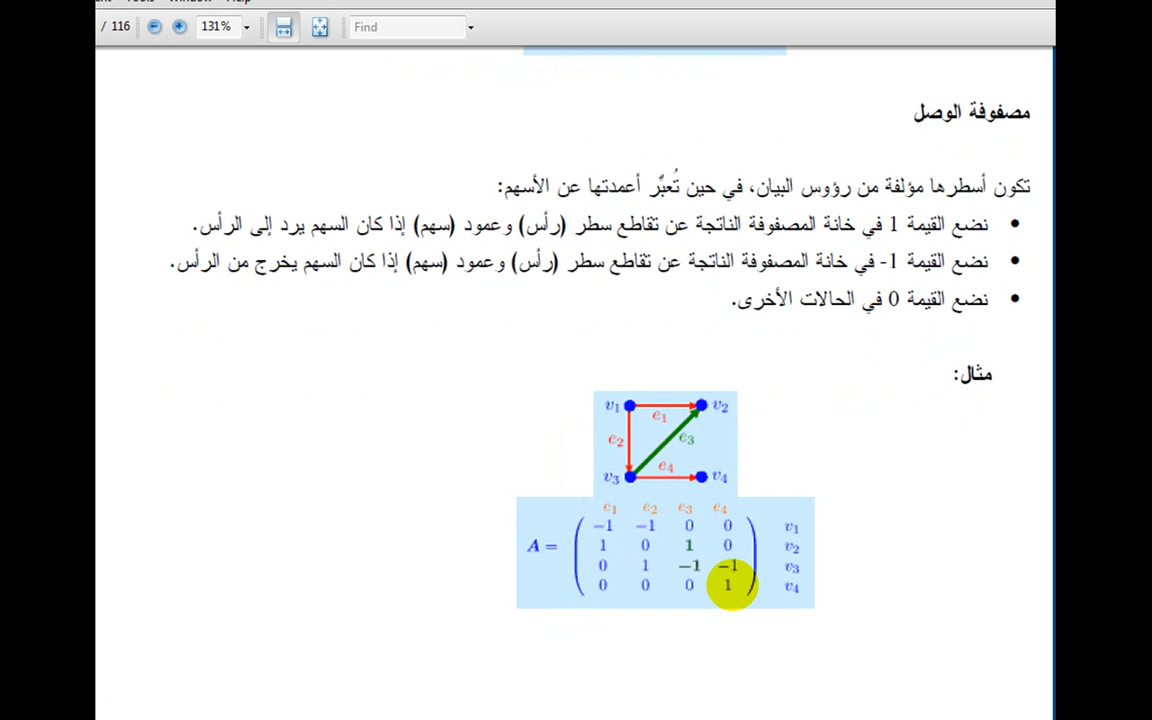 Window Help
/ 116 131% Find
مصفوفة الوصل
تكون أسطرها مؤلفة من رؤوس البيان، في حين تُعبِّر أعمدتها عن الأسهم:
• نضع القيمة 1 في خانة المصفوفة الناتجة عن تقاطع سطر (رأس) وعمود (سهم) إذا كان السهم يرد إلى الرأس.
• نضع القيمة 1- في خانة المصفوفة الناتجة عن تقاطع سطر (رأس) وعمود (سهم) إذا كان السهم يخرج من الرأس.
• نضع القيمة 0 في الحالات الأخرى.
مثال:
v1 v2
e1
e2 e3
e4
v3 v4
e1 e2 e3 e4
−1 −1 0 0 v1
A = 1 0 1 0 v2
0 1 −1 −1 v3
0 0 0 1 v4